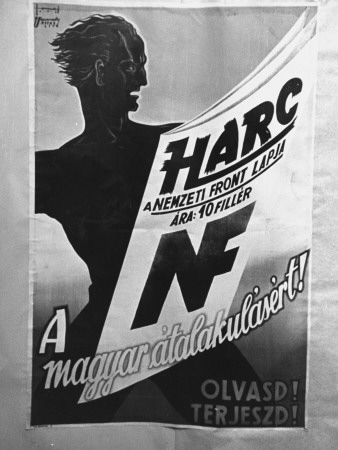 HARC
A NEMZETI FRONT LAPJA
ÁRA: 10 FILLÉR
NF
A
magyar átalakulásért!
OLVASD!
TERJESZD!